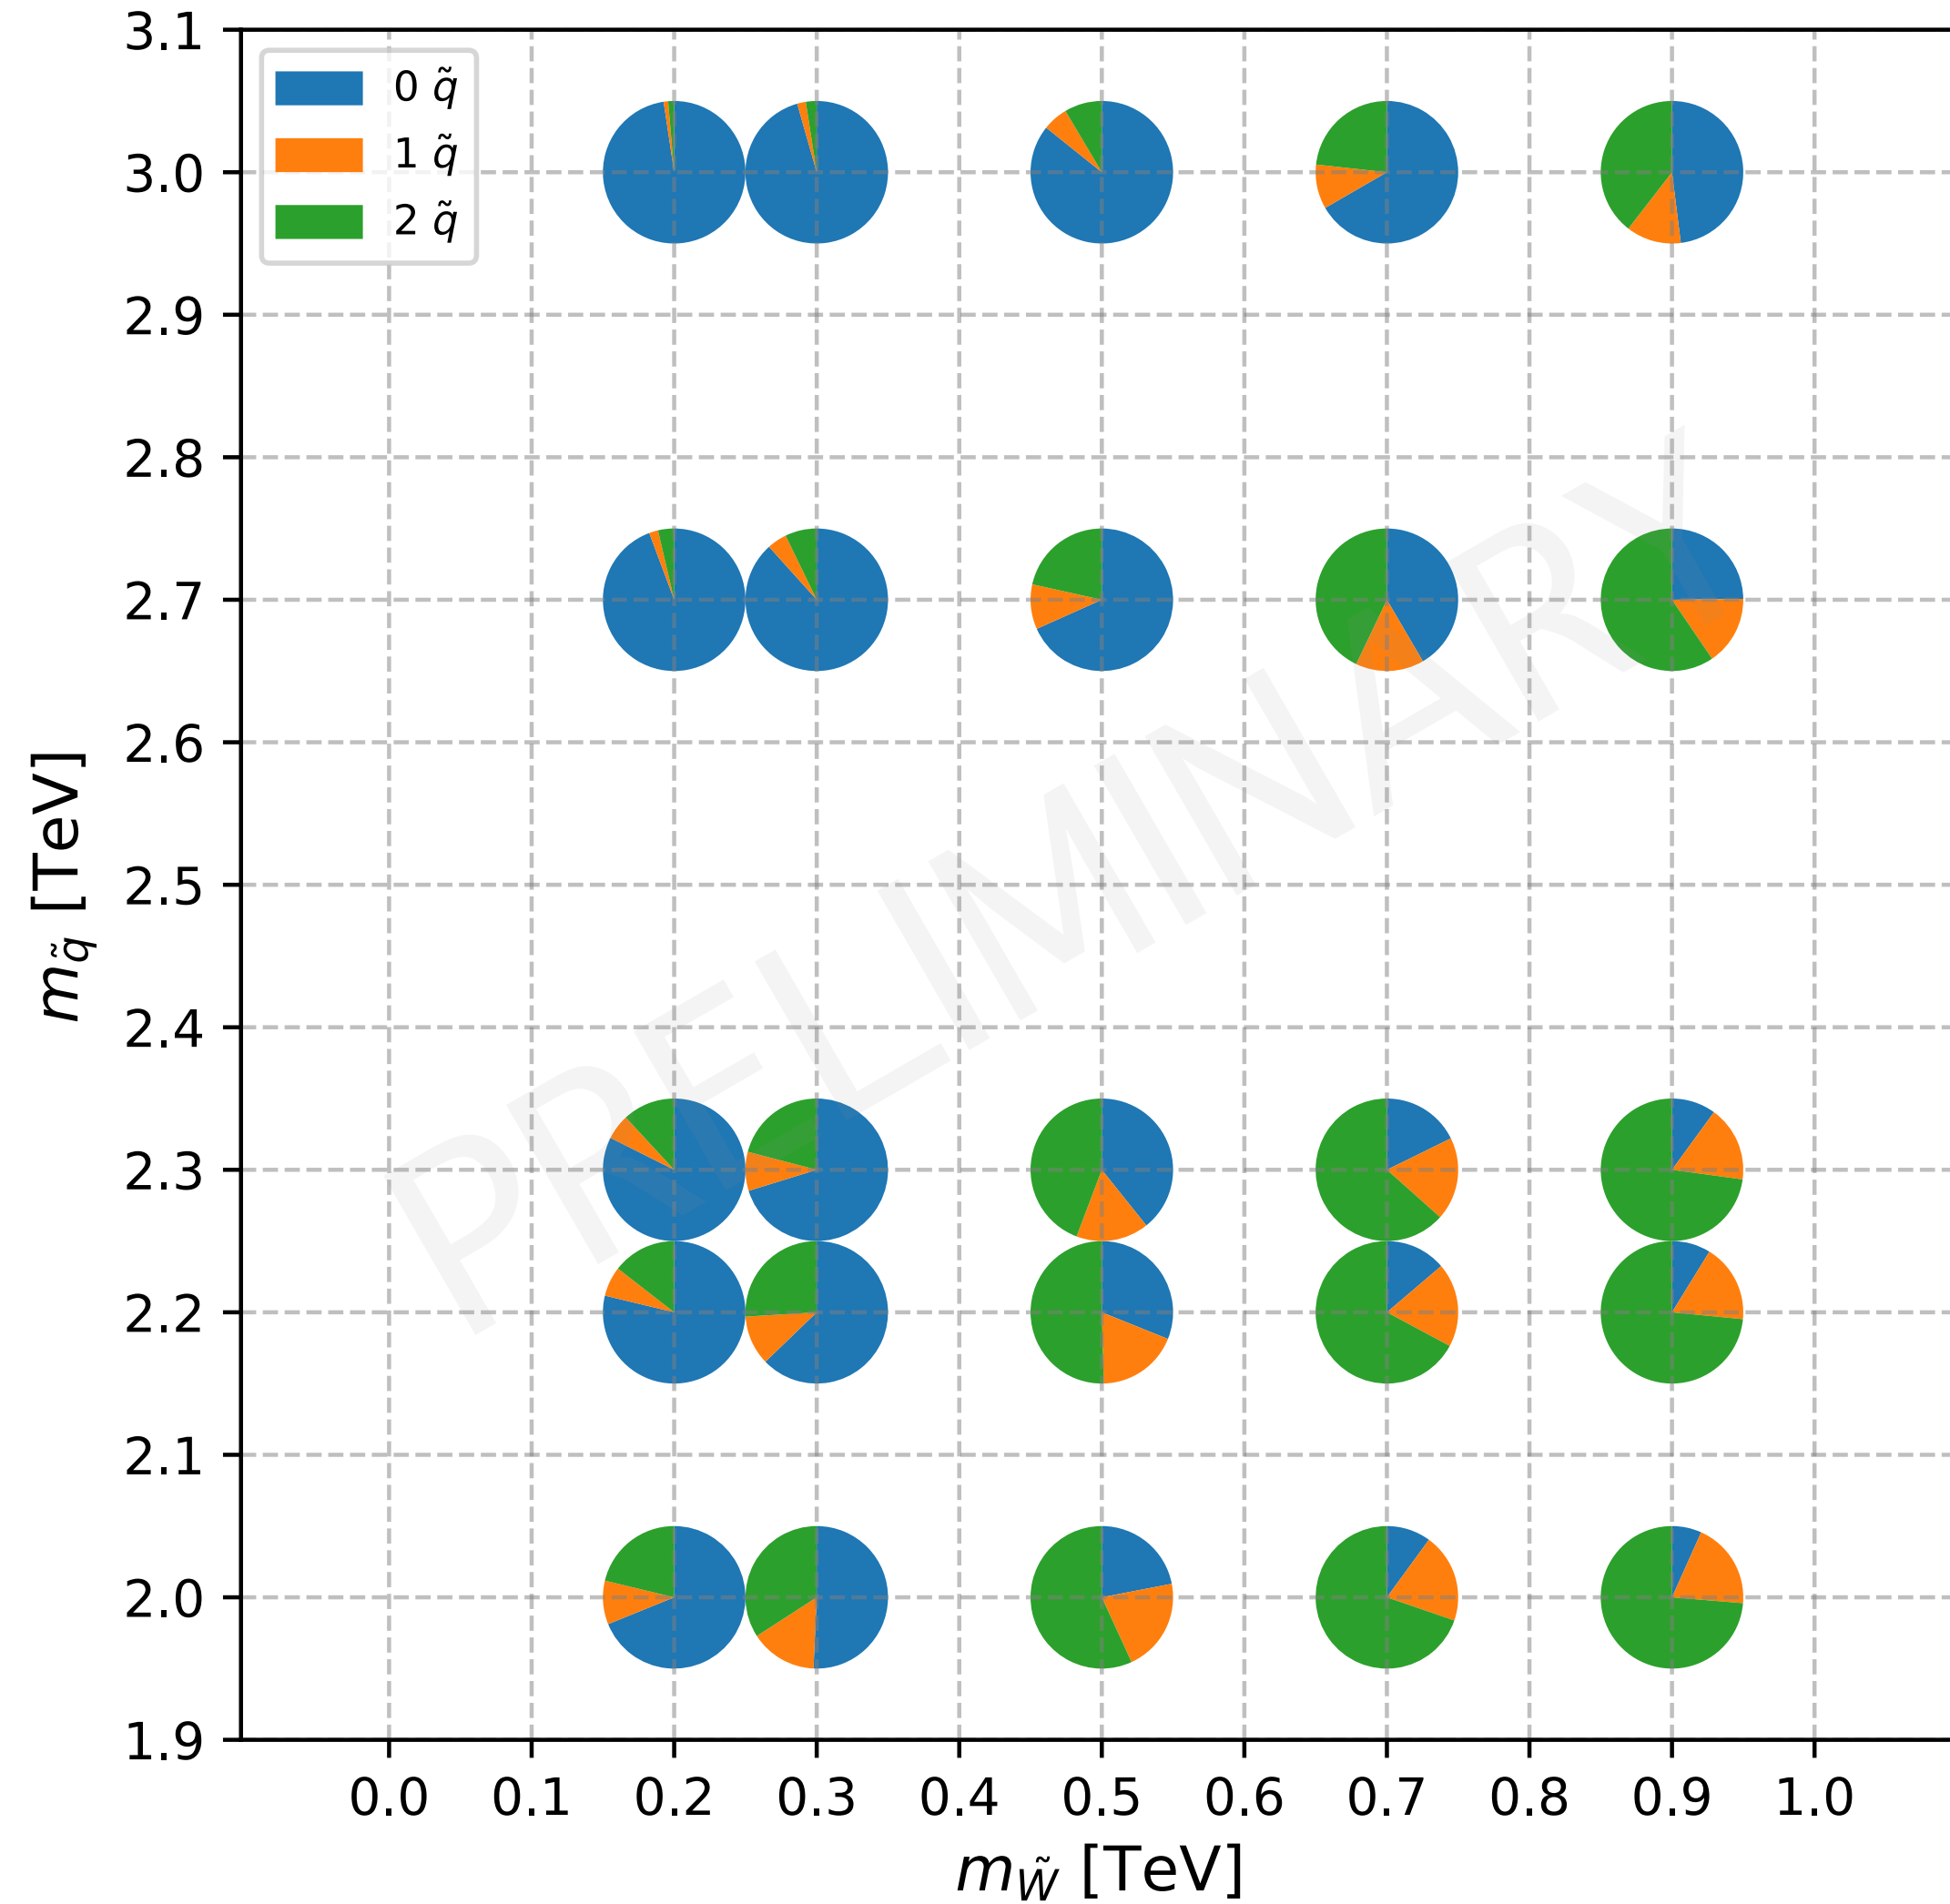 3.1
3.0
2.9
2.8
2.7
2.6
2.5
2.4
2.3
2.2
2.1
2.0
1.9
0 q̃
1 q̃
2 q̃
m_q̃ [TeV]
PRELIMINARY
0.0 0.1 0.2 0.3 0.4 0.5 0.6 0.7 0.8 0.9 1.0
m_W̃ [TeV]